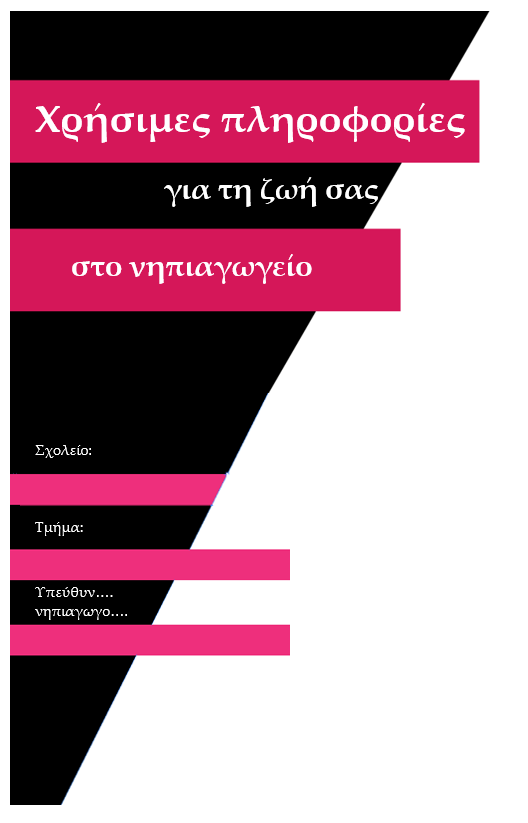 Χρήσιμες πληροφορίες
για τη ζωή σας
στο νηπιαγωγείο
Σχολείο:
Τμήμα:
Υπεύθυν....
νηπιαγωγο....